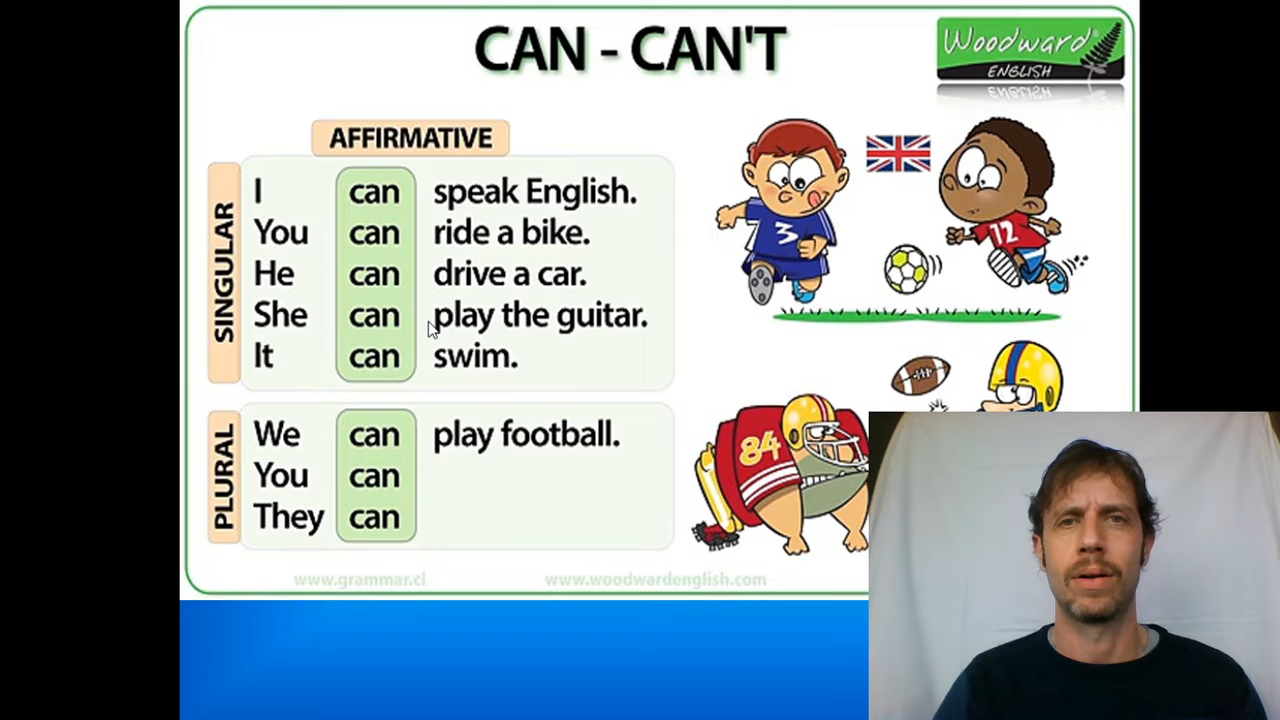 CAN - CAN'T
Woodward
ENGLISH
AFFIRMATIVE
SINGULAR
I can speak English.
You can ride a bike.
He can drive a car.
She can play the guitar.
It can swim.
PLURAL
We can play football.
You can
They can
3
12
84
www.grammar.cl
www.woodwardenglish.com